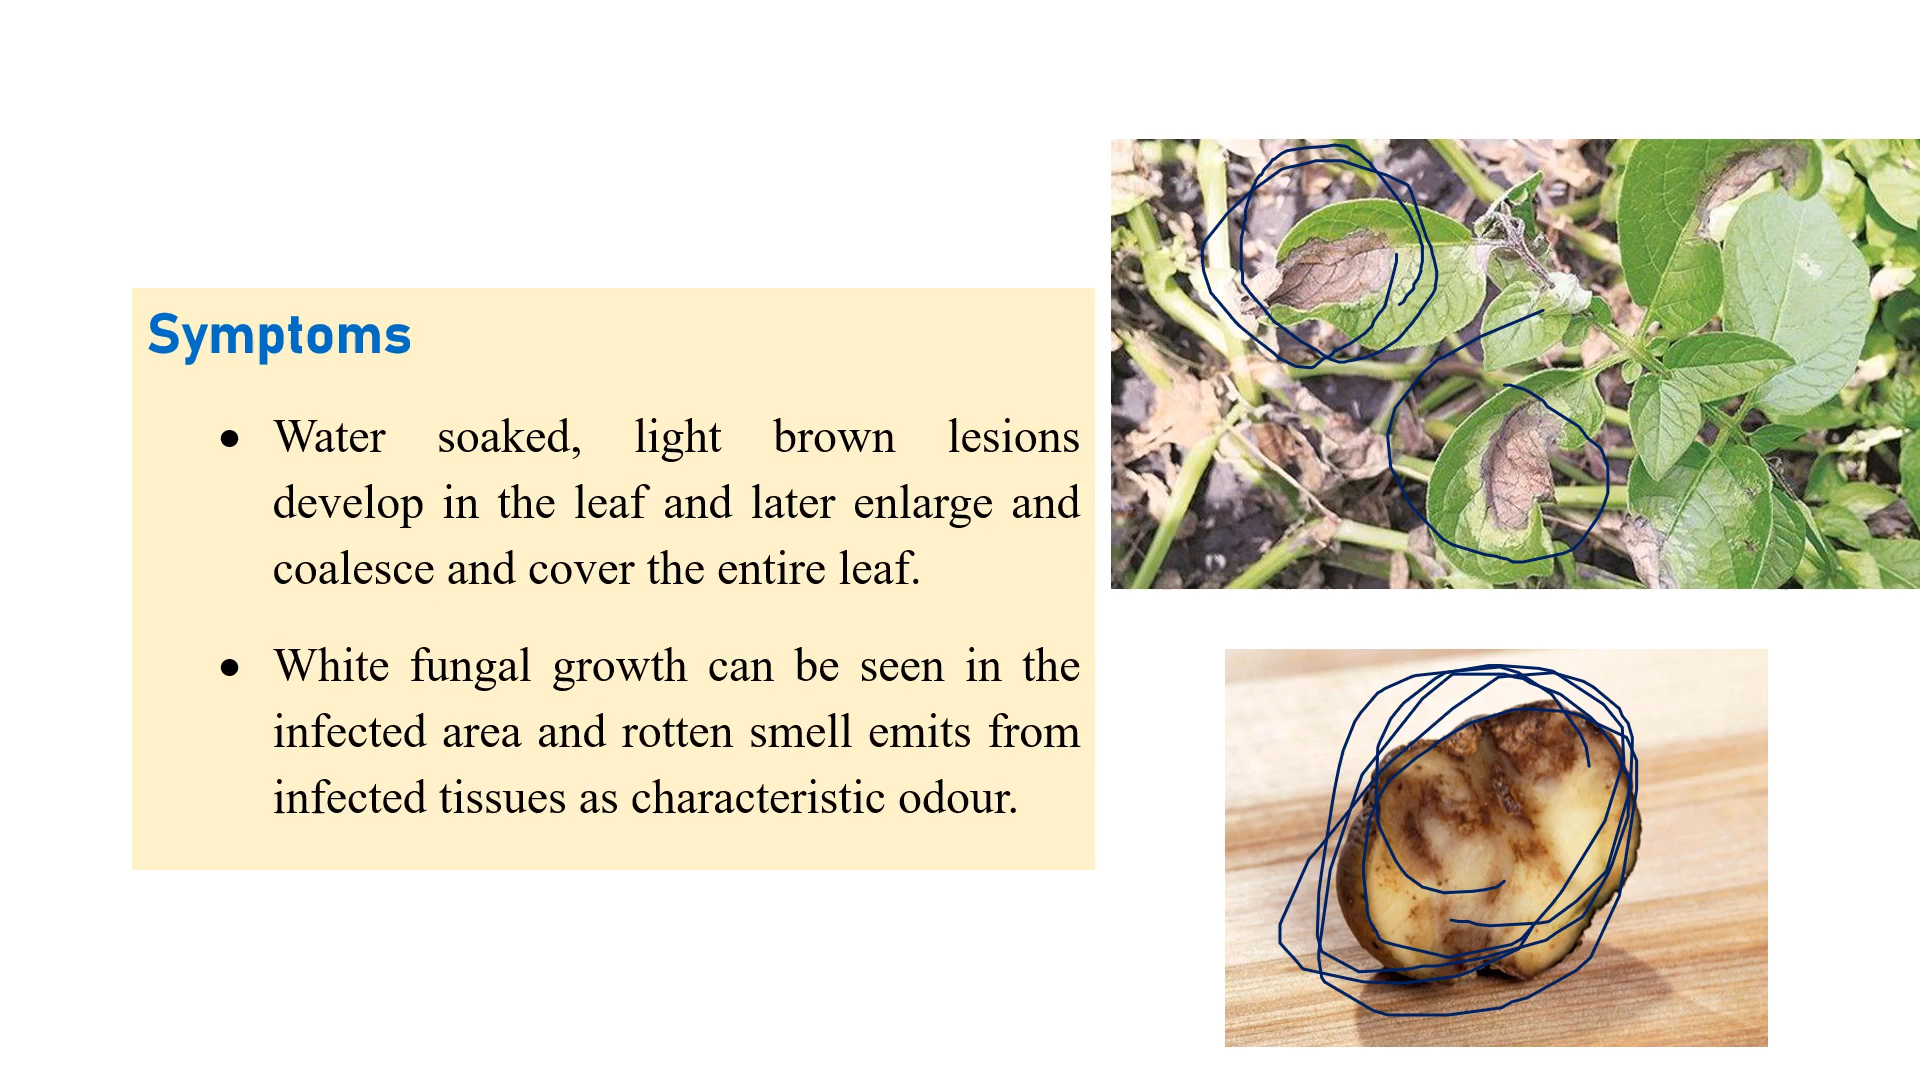 Symptoms
● Water soaked, light brown lesions
develop in the leaf and later enlarge and
coalesce and cover the entire leaf.
● White fungal growth can be seen in the
infected area and rotten smell emits from
infected tissues as characteristic odour.